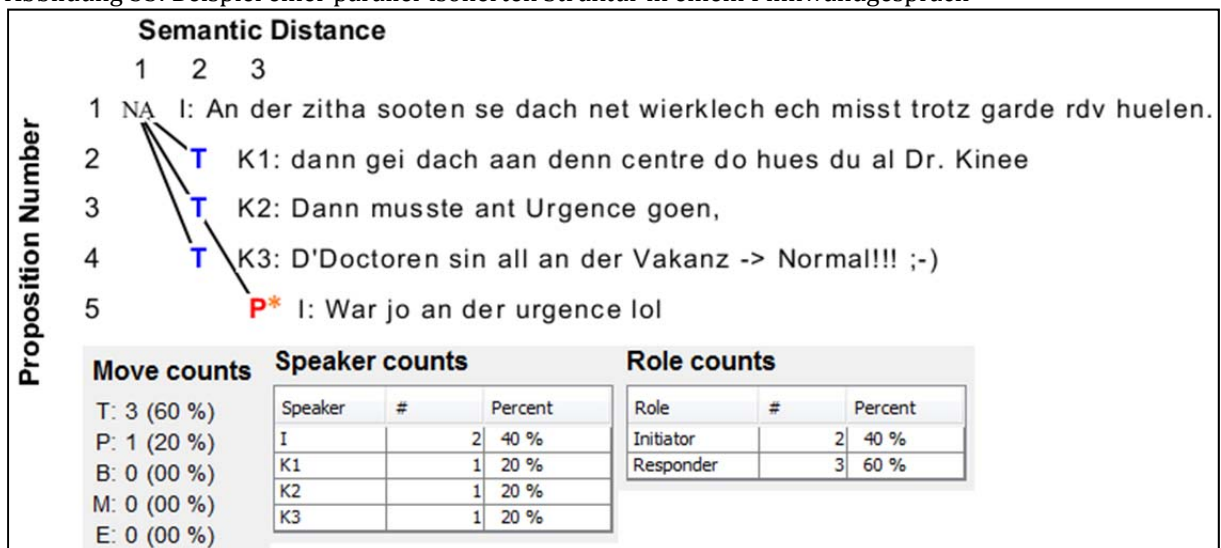 Semantic Distance
1 2 3
Proposition Number
1 NA I: An der zitha sooten se dach net wierklech ech misst trotz garde rdv huelen.
2 T K1: dann gei dach aan denn centre do hues du al Dr. Kinee
3 T K2: Dann musste ant Urgence goen,
4 T K3: D'Doctoren sin all an der Vakanz -> Normal!!! ;-)
5 P* I: War jo an der urgence lol
Move counts
T: 3 (60 %)
P: 1 (20 %)
B: 0 (00 %)
M: 0 (00 %)
E: 0 (00 %)
Speaker counts
Speaker # Percent
I 2 40 %
K1 1 20 %
K2 1 20 %
K3 1 20 %
Role counts
Role # Percent
Initiator 2 40 %
Responder 3 60 %